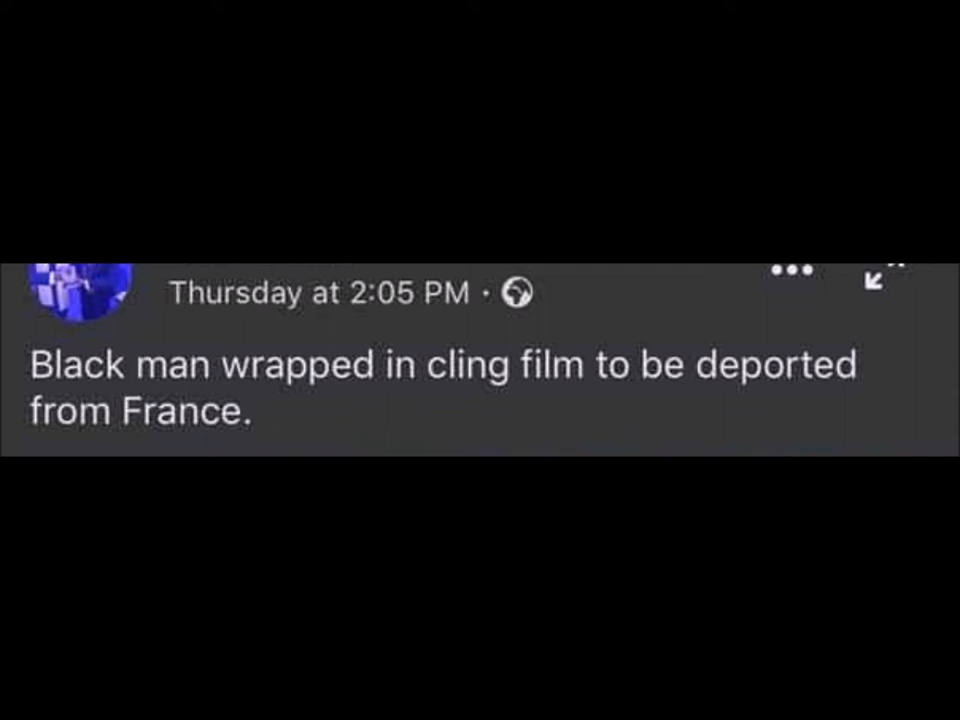 Thursday at 2:05 PM ·
Black man wrapped in cling film to be deported
from France.